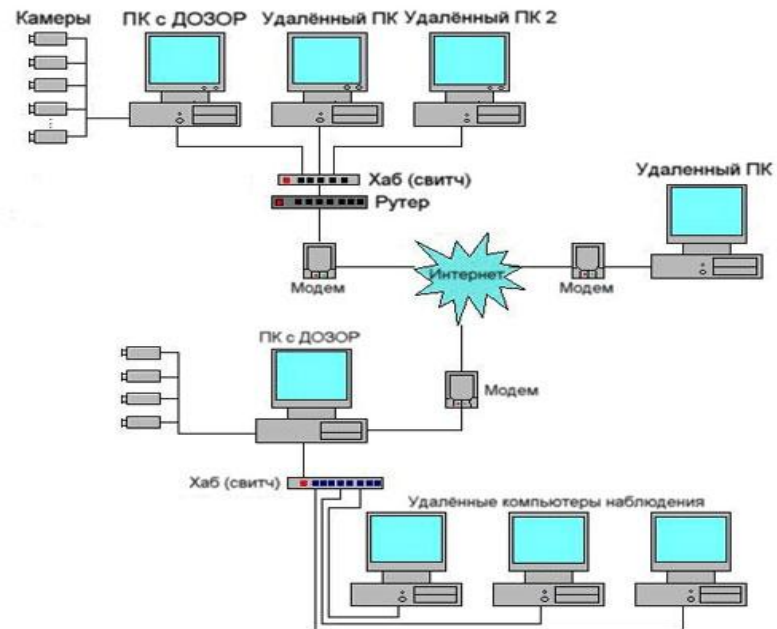 Камеры
ПК с ДОЗОР
Удалённый ПК
Удалённый ПК 2
Хаб (свитч)
Рутер
Удаленный ПК
Модем
Интернет
Модем
ПК с ДОЗОР
Модем
Хаб (свитч)
Удалённые компьютеры наблюдения